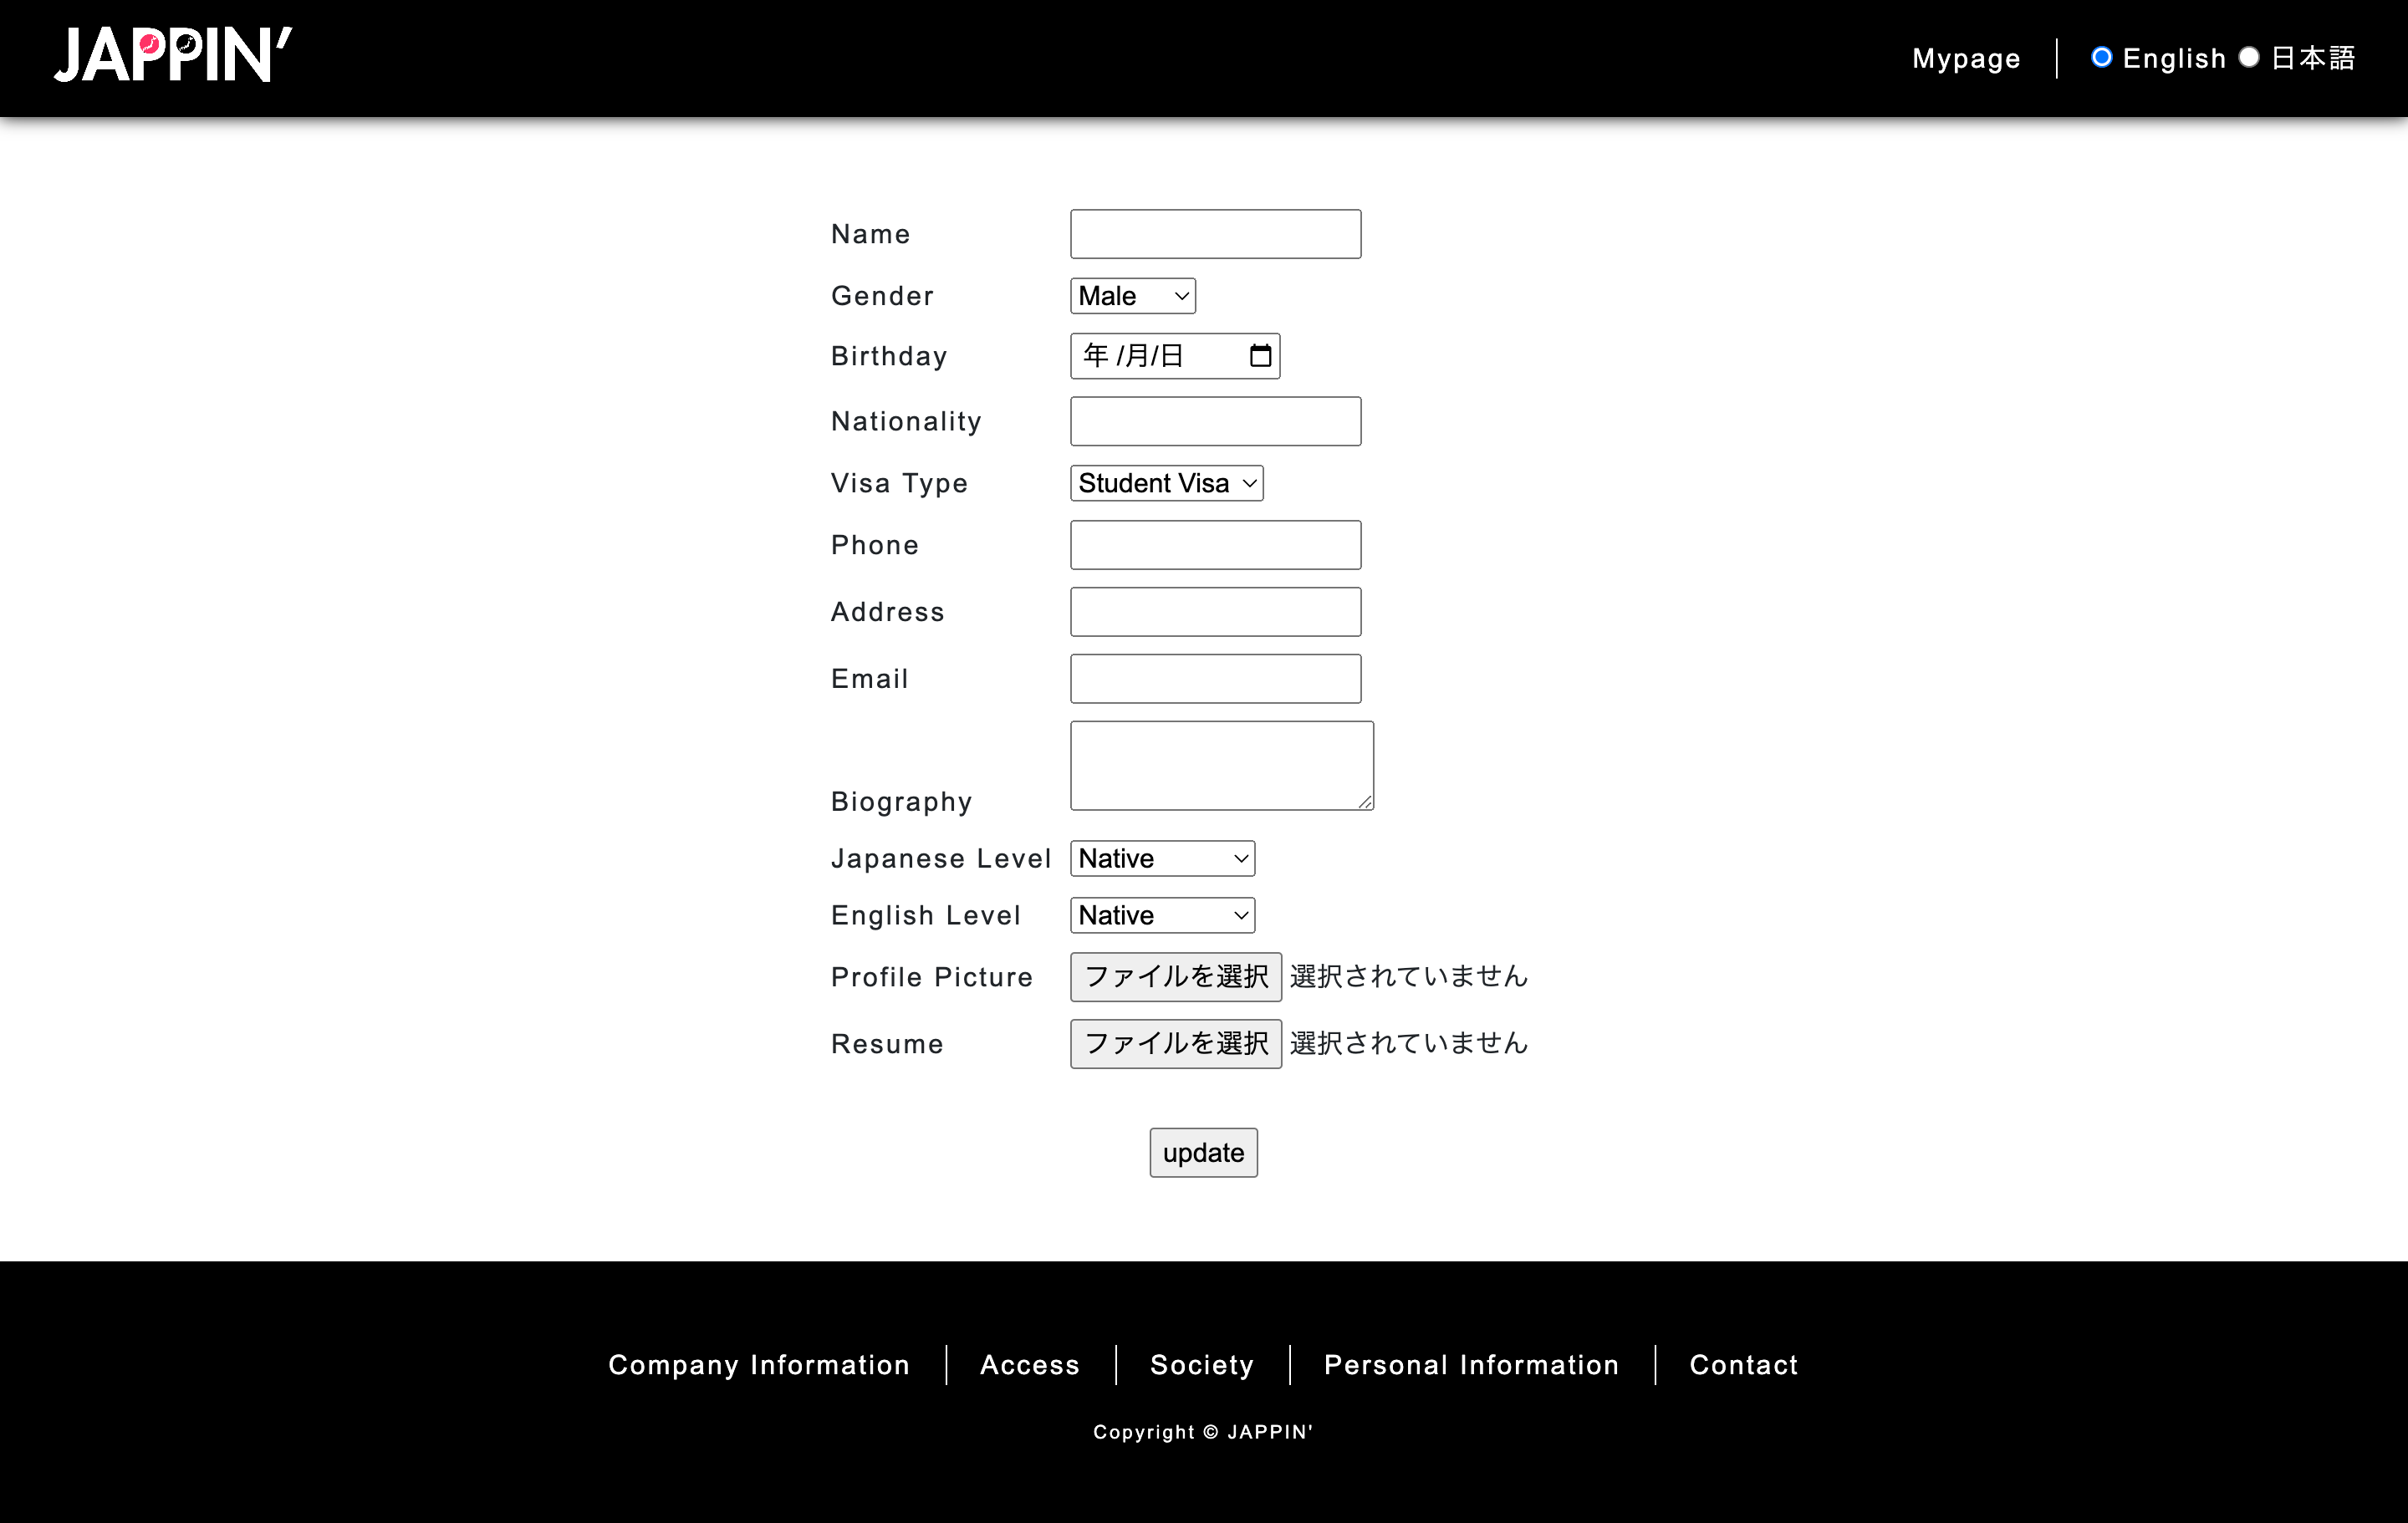 JAPPIN'
Mypage English 日本語
Name
Gender Male
Birthday 年 /月/日
Nationality
Visa Type Student Visa
Phone
Address
Email
Biography
Japanese Level Native
English Level Native
Profile Picture ファイルを選択 選択されていません
Resume ファイルを選択 選択されていません
update
Company Information Access Society Personal Information Contact
Copyright © JAPPIN'